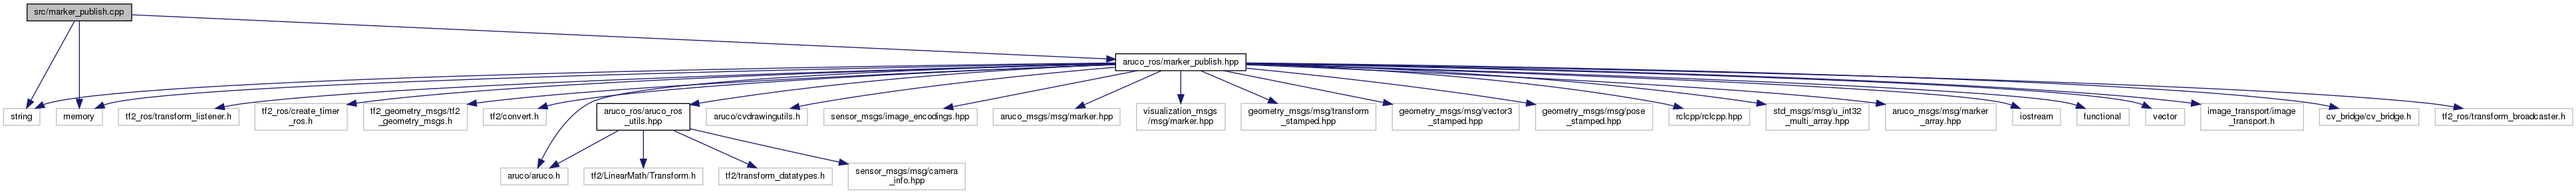 src/marker_publish.cpp
aruco_ros/marker_publish.hpp
string
memory
tf2_ros/transform_listener.h
tf2_ros/create_timer
_ros.h
tf2_geometry_msgs/tf2
_geometry_msgs.h
tf2/convert.h
aruco_ros/aruco_ros
_utils.hpp
aruco/cvdrawingutils.h
sensor_msgs/image_encodings.hpp
aruco_msgs/msg/marker.hpp
visualization_msgs
/msg/marker.hpp
geometry_msgs/msg/transform
_stamped.hpp
geometry_msgs/msg/vector3
_stamped.hpp
geometry_msgs/msg/pose
_stamped.hpp
rclcpp/rclcpp.hpp
std_msgs/msg/u_int32
_multi_array.hpp
aruco_msgs/msg/marker
_array.hpp
iostream
functional
vector
image_transport/image
_transport.h
cv_bridge/cv_bridge.h
tf2_ros/transform_broadcaster.h
aruco/aruco.h
tf2/LinearMath/Transform.h
tf2/transform_datatypes.h
sensor_msgs/msg/camera
_info.hpp